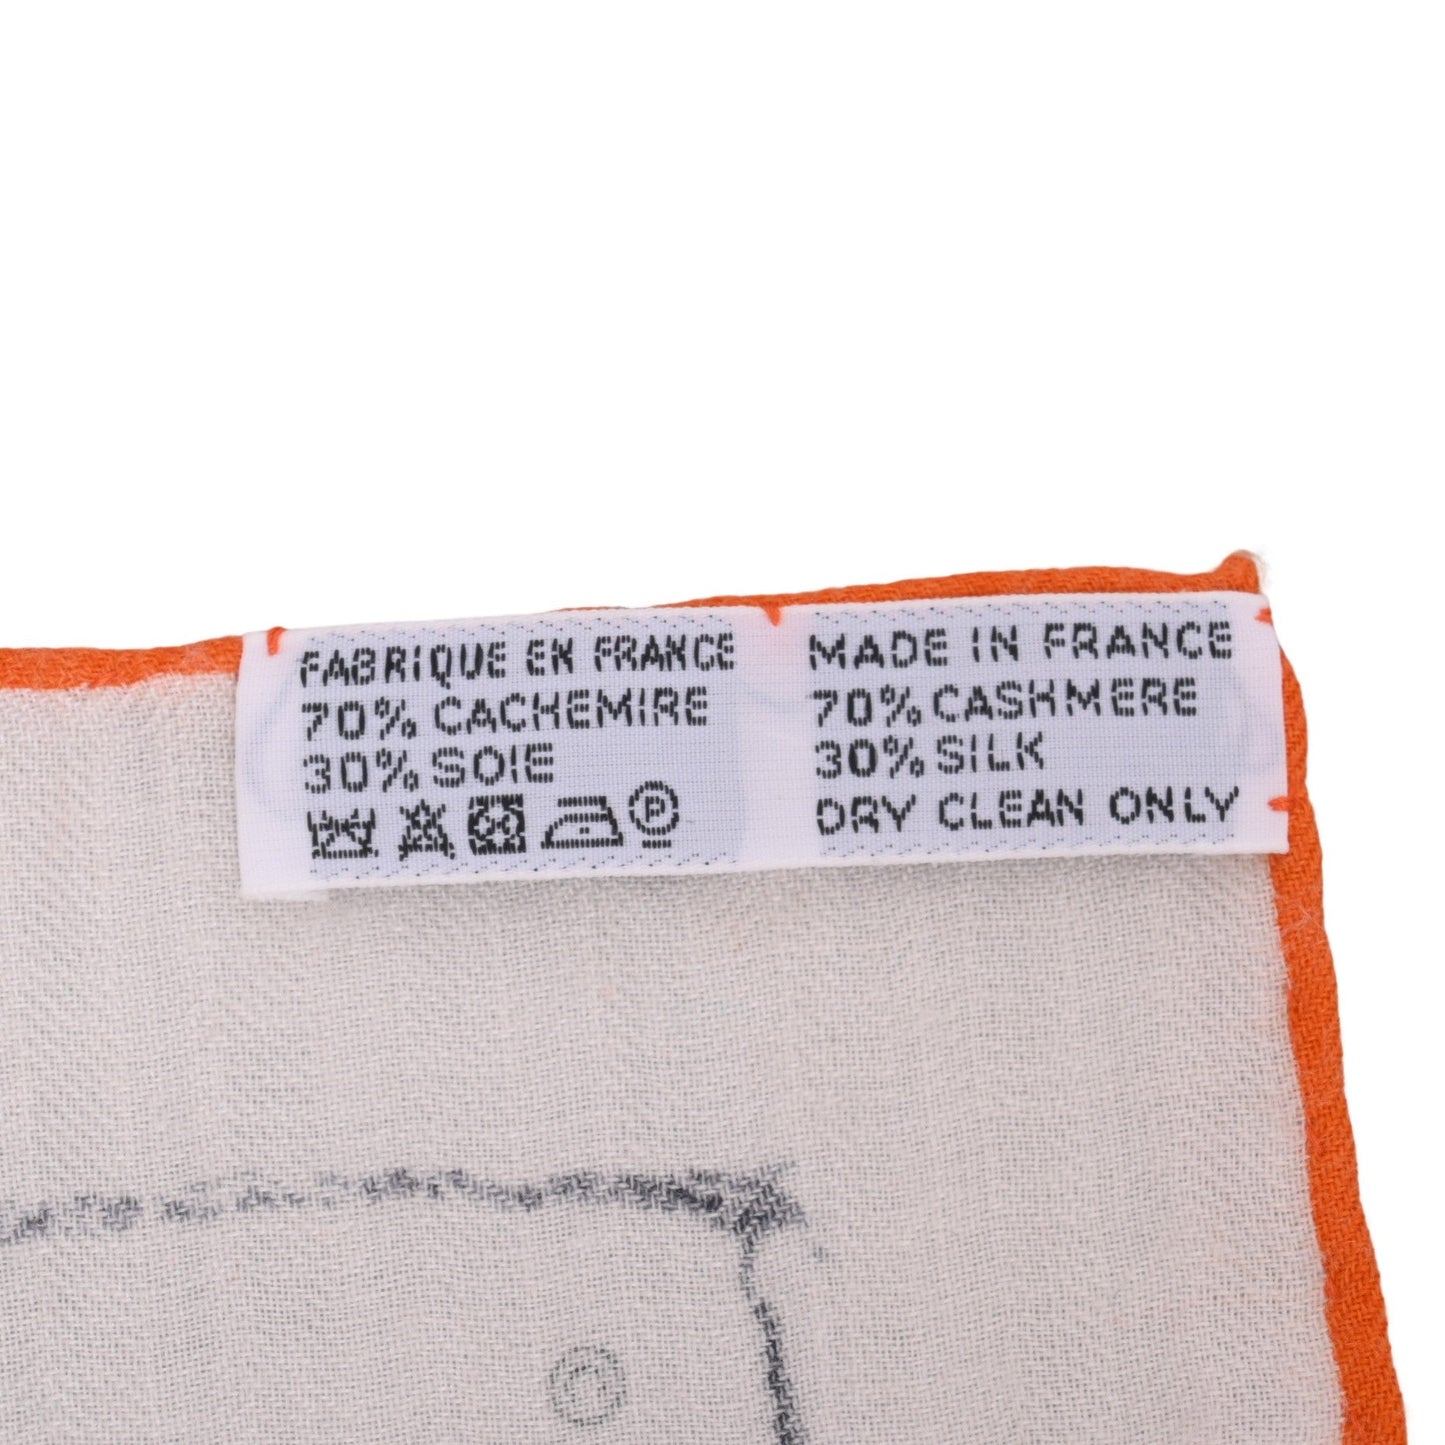 FABRIQUE EN FRANCE
70% CACHEMIRE
30% SOIE
P
MADE IN FRANCE
70% CASHMERE
30% SILK
DRY CLEAN ONLY